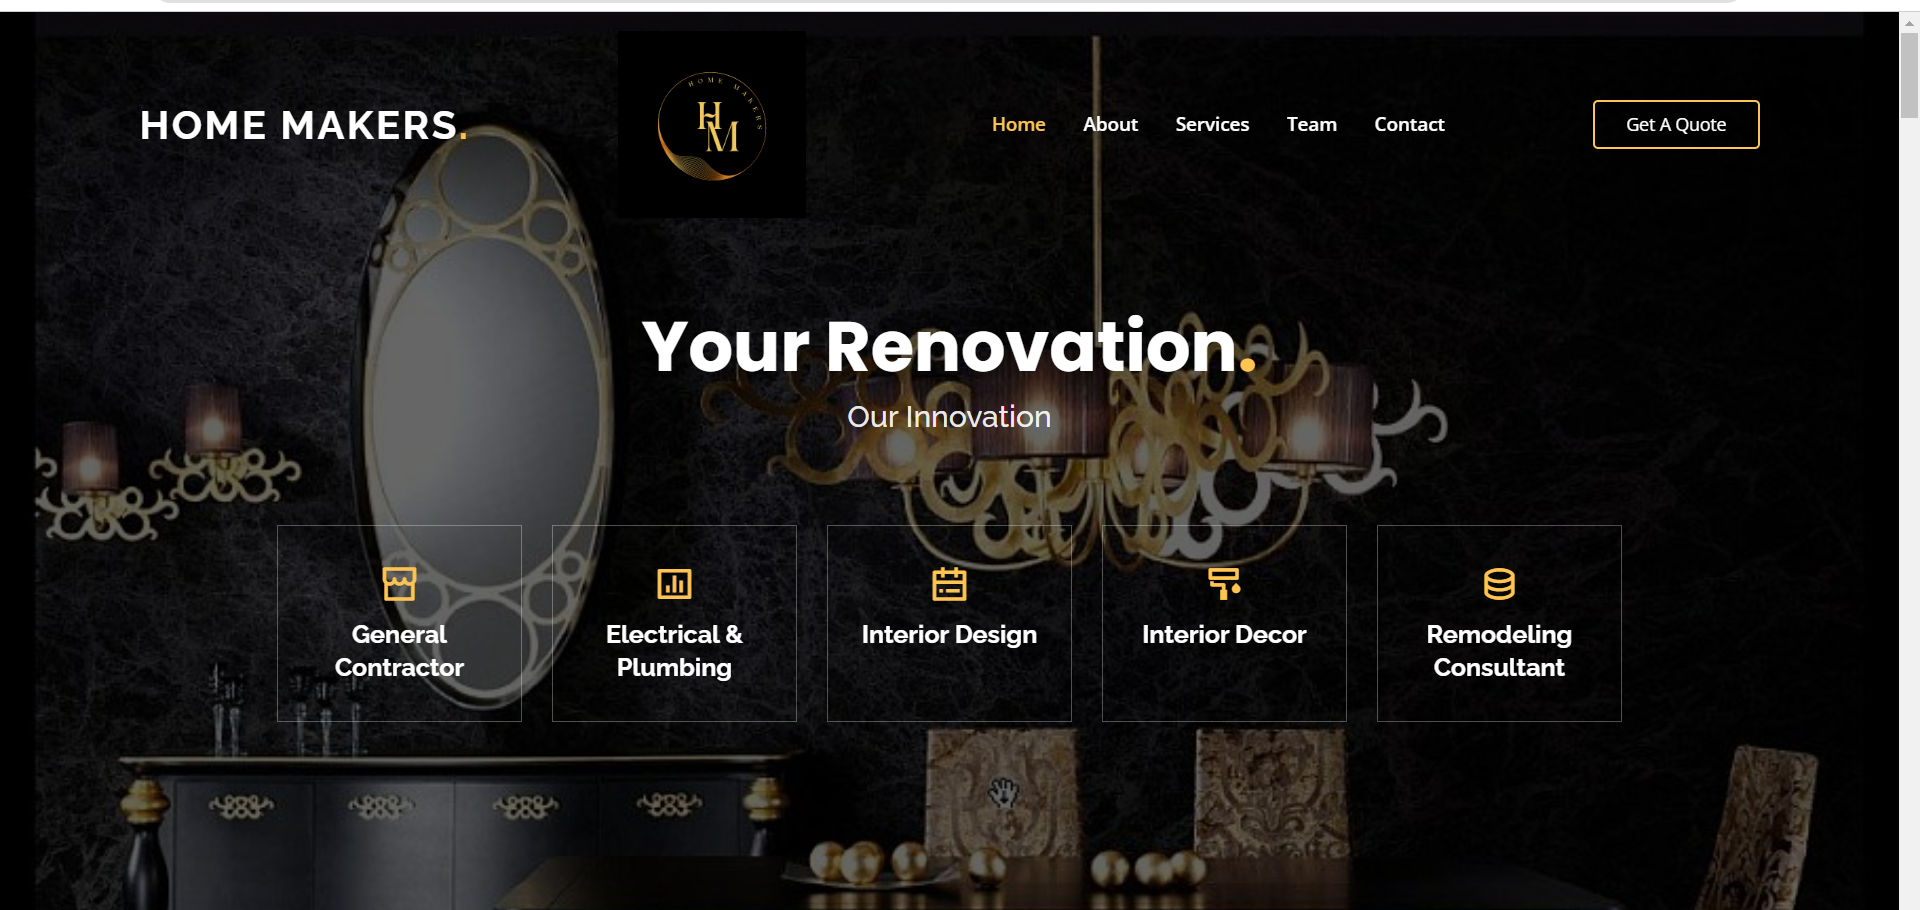 HOME MAKERS.
HOME MAKERS
HM
Home About Services Team Contact
Get A Quote
Your Renovation.
Our Innovation
General
Contractor
Electrical &
Plumbing
Interior Design
Interior Decor
Remodeling
Consultant